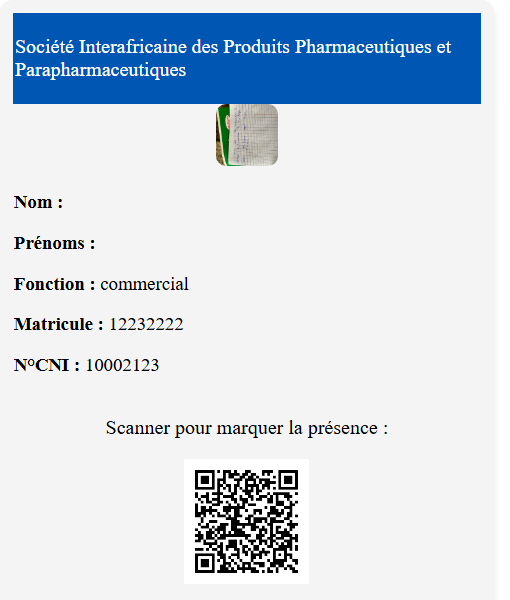 Société Interafricaine des Produits Pharmaceutiques et
Parapharmaceutiques
Nom :
Prénoms :
Fonction : commercial
Matricule : 12232222
N°CNI : 10002123
Scanner pour marquer la présence :